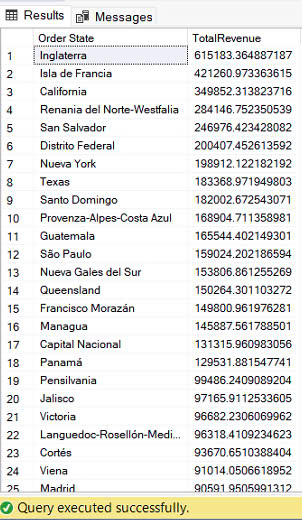 Results Messages
Order State TotalRevenue
1 Inglaterra 615183.364887187
2 Isla de Francia 421260.973363615
3 California 349852.313823716
4 Renania del Norte-Westfalia 284146.752350539
5 San Salvador 246976.423428082
6 Distrito Federal 200407.452613592
7 Nueva York 198912.122182192
8 Texas 183368.971949803
9 Santo Domingo 182002.672543071
10 Provenza-Alpes-Costa Azul 168904.711358981
11 Guatemala 165544.402149301
12 São Paulo 159024.202186594
13 Nueva Gales del Sur 153806.861255269
14 Queensland 150264.301103272
15 Francisco Morazán 149800.961976281
16 Managua 145887.561788501
17 Capital Nacional 131315.960983056
18 Panamá 129531.881547741
19 Pensilvania 99486.2409089204
20 Jalisco 97165.9112533605
21 Victoria 96682.2306069962
22 Languedoc-Rosellón-Medi... 96318.4109234623
23 Cortés 93670.6510388404
24 Viena 91014.0506618952
25 Madrid 90591.9505991312
Query executed successfully.